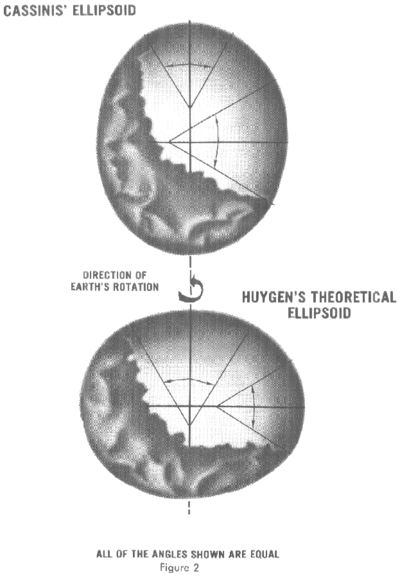 CASSINIS' ELLIPSOID
DIRECTION OF
EARTH'S ROTATION
HUYGEN'S THEORETICAL
ELLIPSOID
ALL OF THE ANGLES SHOWN ARE EQUAL
Figure 2